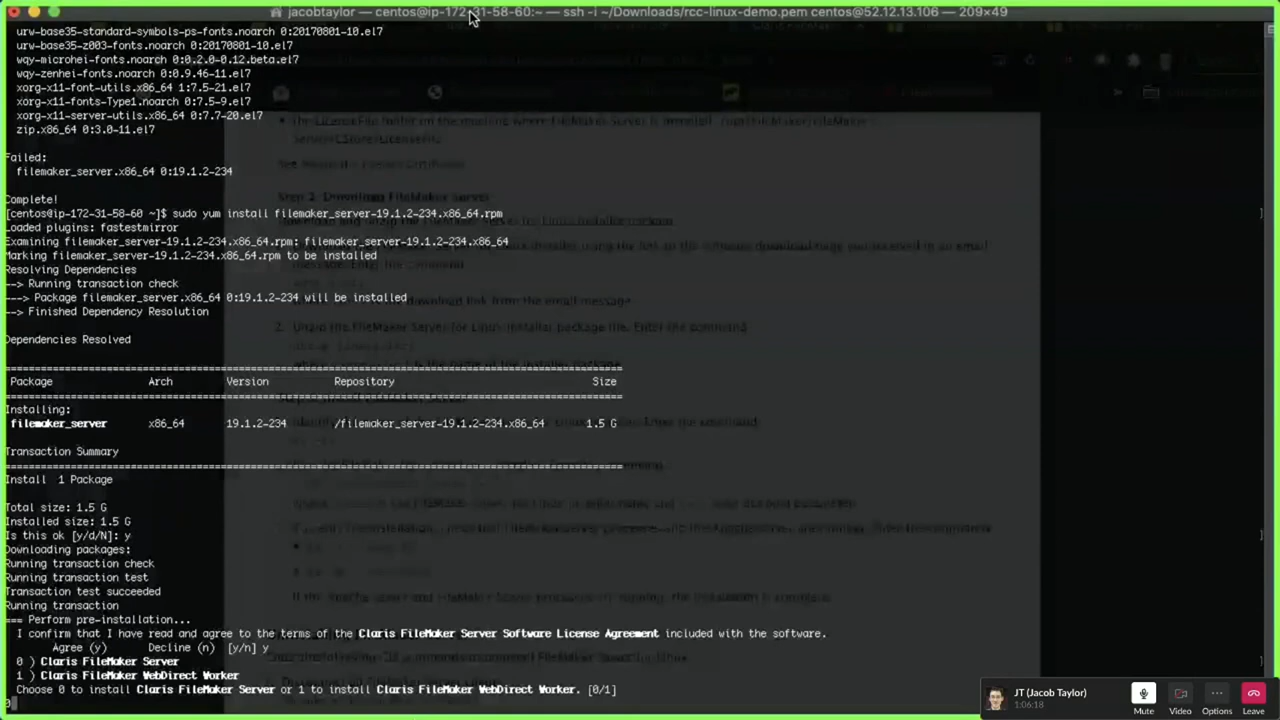 jacobtaylor — centos@ip-172-31-58-60:~ — ssh -i ~/Downloads/rcc-linux-demo.pem centos@52.12.13.106 — 209×49
urw-base35-standard-symbols-ps-fonts.noarch 0:20170801-10.el7
urw-base35-z003-fonts.noarch 0:20170801-10.el7
wqy-microhei-fonts.noarch 0:0.2.0-0.12.beta.el7
wqy-zenhei-fonts.noarch 0:0.9.46-11.el7
xorg-x11-font-utils.x86_64 1:7.5-21.el7
xorg-x11-fonts-Type1.noarch 0:7.5-9.el7
xorg-x11-server-utils.x86_64 0:7.7-20.el7
zip.x86_64 0:3.0-11.el7
Failed:
filemaker_server.x86_64 0:19.1.2-234
Complete!
[centos@ip-172-31-58-60 ~]$ sudo yum install filemaker_server-19.1.2-234.x86_64.rpm
Loaded plugins: fastestmirror
Examining filemaker_server-19.1.2-234.x86_64.rpm: filemaker_server-19.1.2-234.x86_64
Marking filemaker_server-19.1.2-234.x86_64.rpm to be installed
Resolving Dependencies
--> Running transaction check
---> Package filemaker_server.x86_64 0:19.1.2-234 will be installed
--> Finished Dependency Resolution
Dependencies Resolved
Package Arch Version Repository Size
Installing:
filemaker_server x86_64 19.1.2-234 /filemaker_server-19.1.2-234.x86_64 1.5 G
Transaction Summary
Install 1 Package
Total size: 1.5 G
Installed size: 1.5 G
Is this ok [y/d/N]: y
Downloading packages:
Running transaction check
Running transaction test
Transaction test succeeded
Running transaction
=== Perform pre-installation...
I confirm that I have read and agree to the terms of the Claris FileMaker Server Software License Agreement included with the software.
Agree (y) Decline (n) [y/n] y
0 ) Claris FileMaker Server
1 ) Claris FileMaker WebDirect Worker
Choose 0 to install Claris FileMaker Server or 1 to install Claris FileMaker WebDirect Worker. [0/1]
0
Step 2. Download FileMaker Server
JT (Jacob Taylor)
1:06:18
Mute Video Options Leave